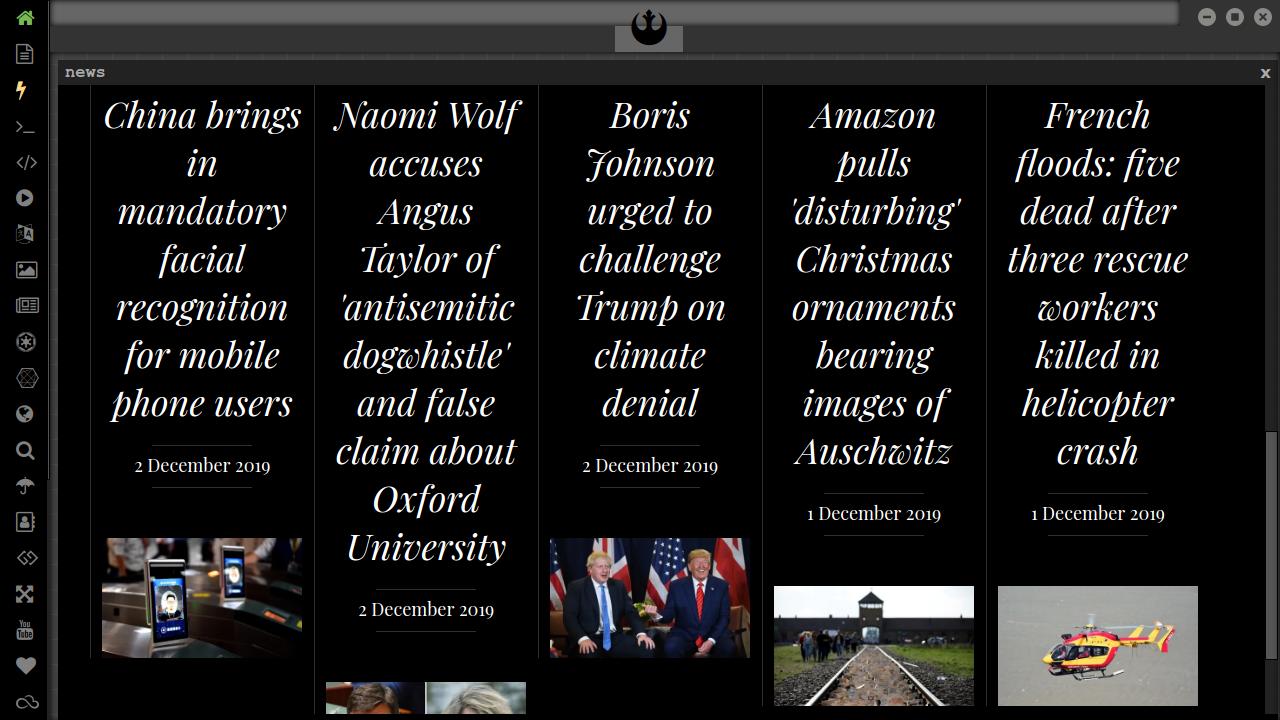 news
x
China brings
in
mandatory
facial
recognition
for mobile
phone users
2 December 2019
Naomi Wolf
accuses
Angus
Taylor of
'antisemitic
dogwhistle'
and false
claim about
Oxford
University
2 December 2019
Boris
Johnson
urged to
challenge
Trump on
climate
denial
2 December 2019
Amazon
pulls
'disturbing'
Christmas
ornaments
bearing
images of
Auschwitz
1 December 2019
French
floods: five
dead after
three rescue
workers
killed in
helicopter
crash
1 December 2019
You
Tube